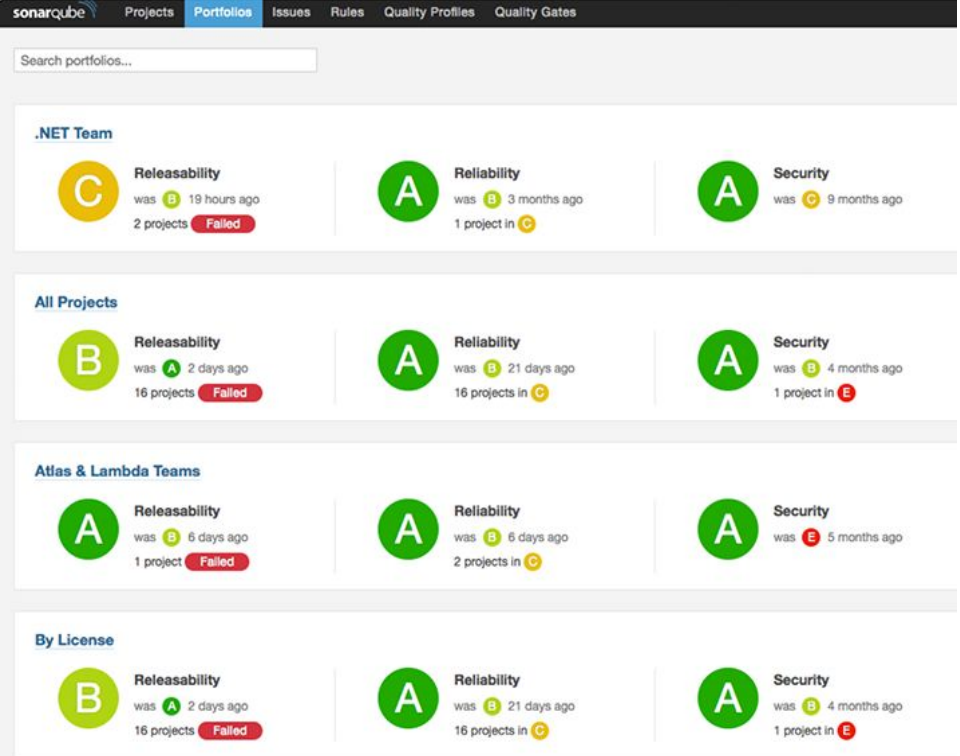 sonarqube Projects Portfolios Issues Rules Quality Profiles Quality Gates
Search portfolios...
.NET Team
C Releasability A Reliability A Security
was B 19 hours ago was B 3 months ago was C 9 months ago
2 projects Failed 1 project in C
All Projects
B Releasability A Reliability A Security
was A 2 days ago was B 21 days ago was B 4 months ago
16 projects Failed 16 projects in C 1 project in E
Atlas & Lambda Teams
A Releasability A Reliability A Security
was B 6 days ago was B 6 days ago was E 5 months ago
1 project Failed 2 projects in C
By License
B Releasability A Reliability A Security
was A 2 days ago was B 21 days ago was B 4 months ago
16 projects Failed 16 projects in C 1 project in E